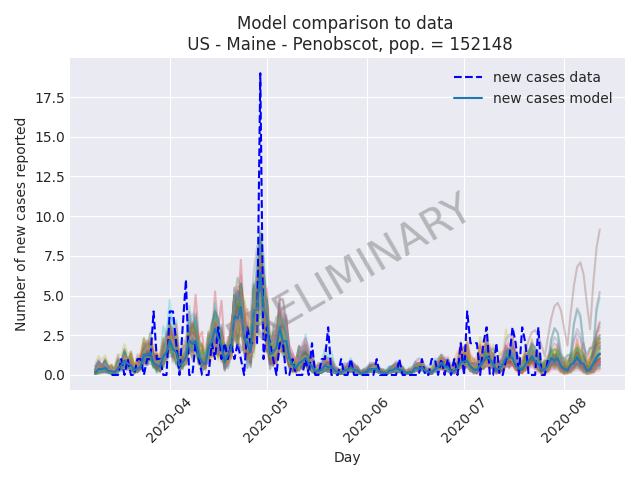 Model comparison to data
US - Maine - Penobscot, pop. = 152148
new cases data
new cases model
Number of new cases reported
17.5
15.0
12.5
10.0
7.5
5.0
2.5
0.0
PRELIMINARY
2020-04
2020-05
2020-06
2020-07
2020-08
Day